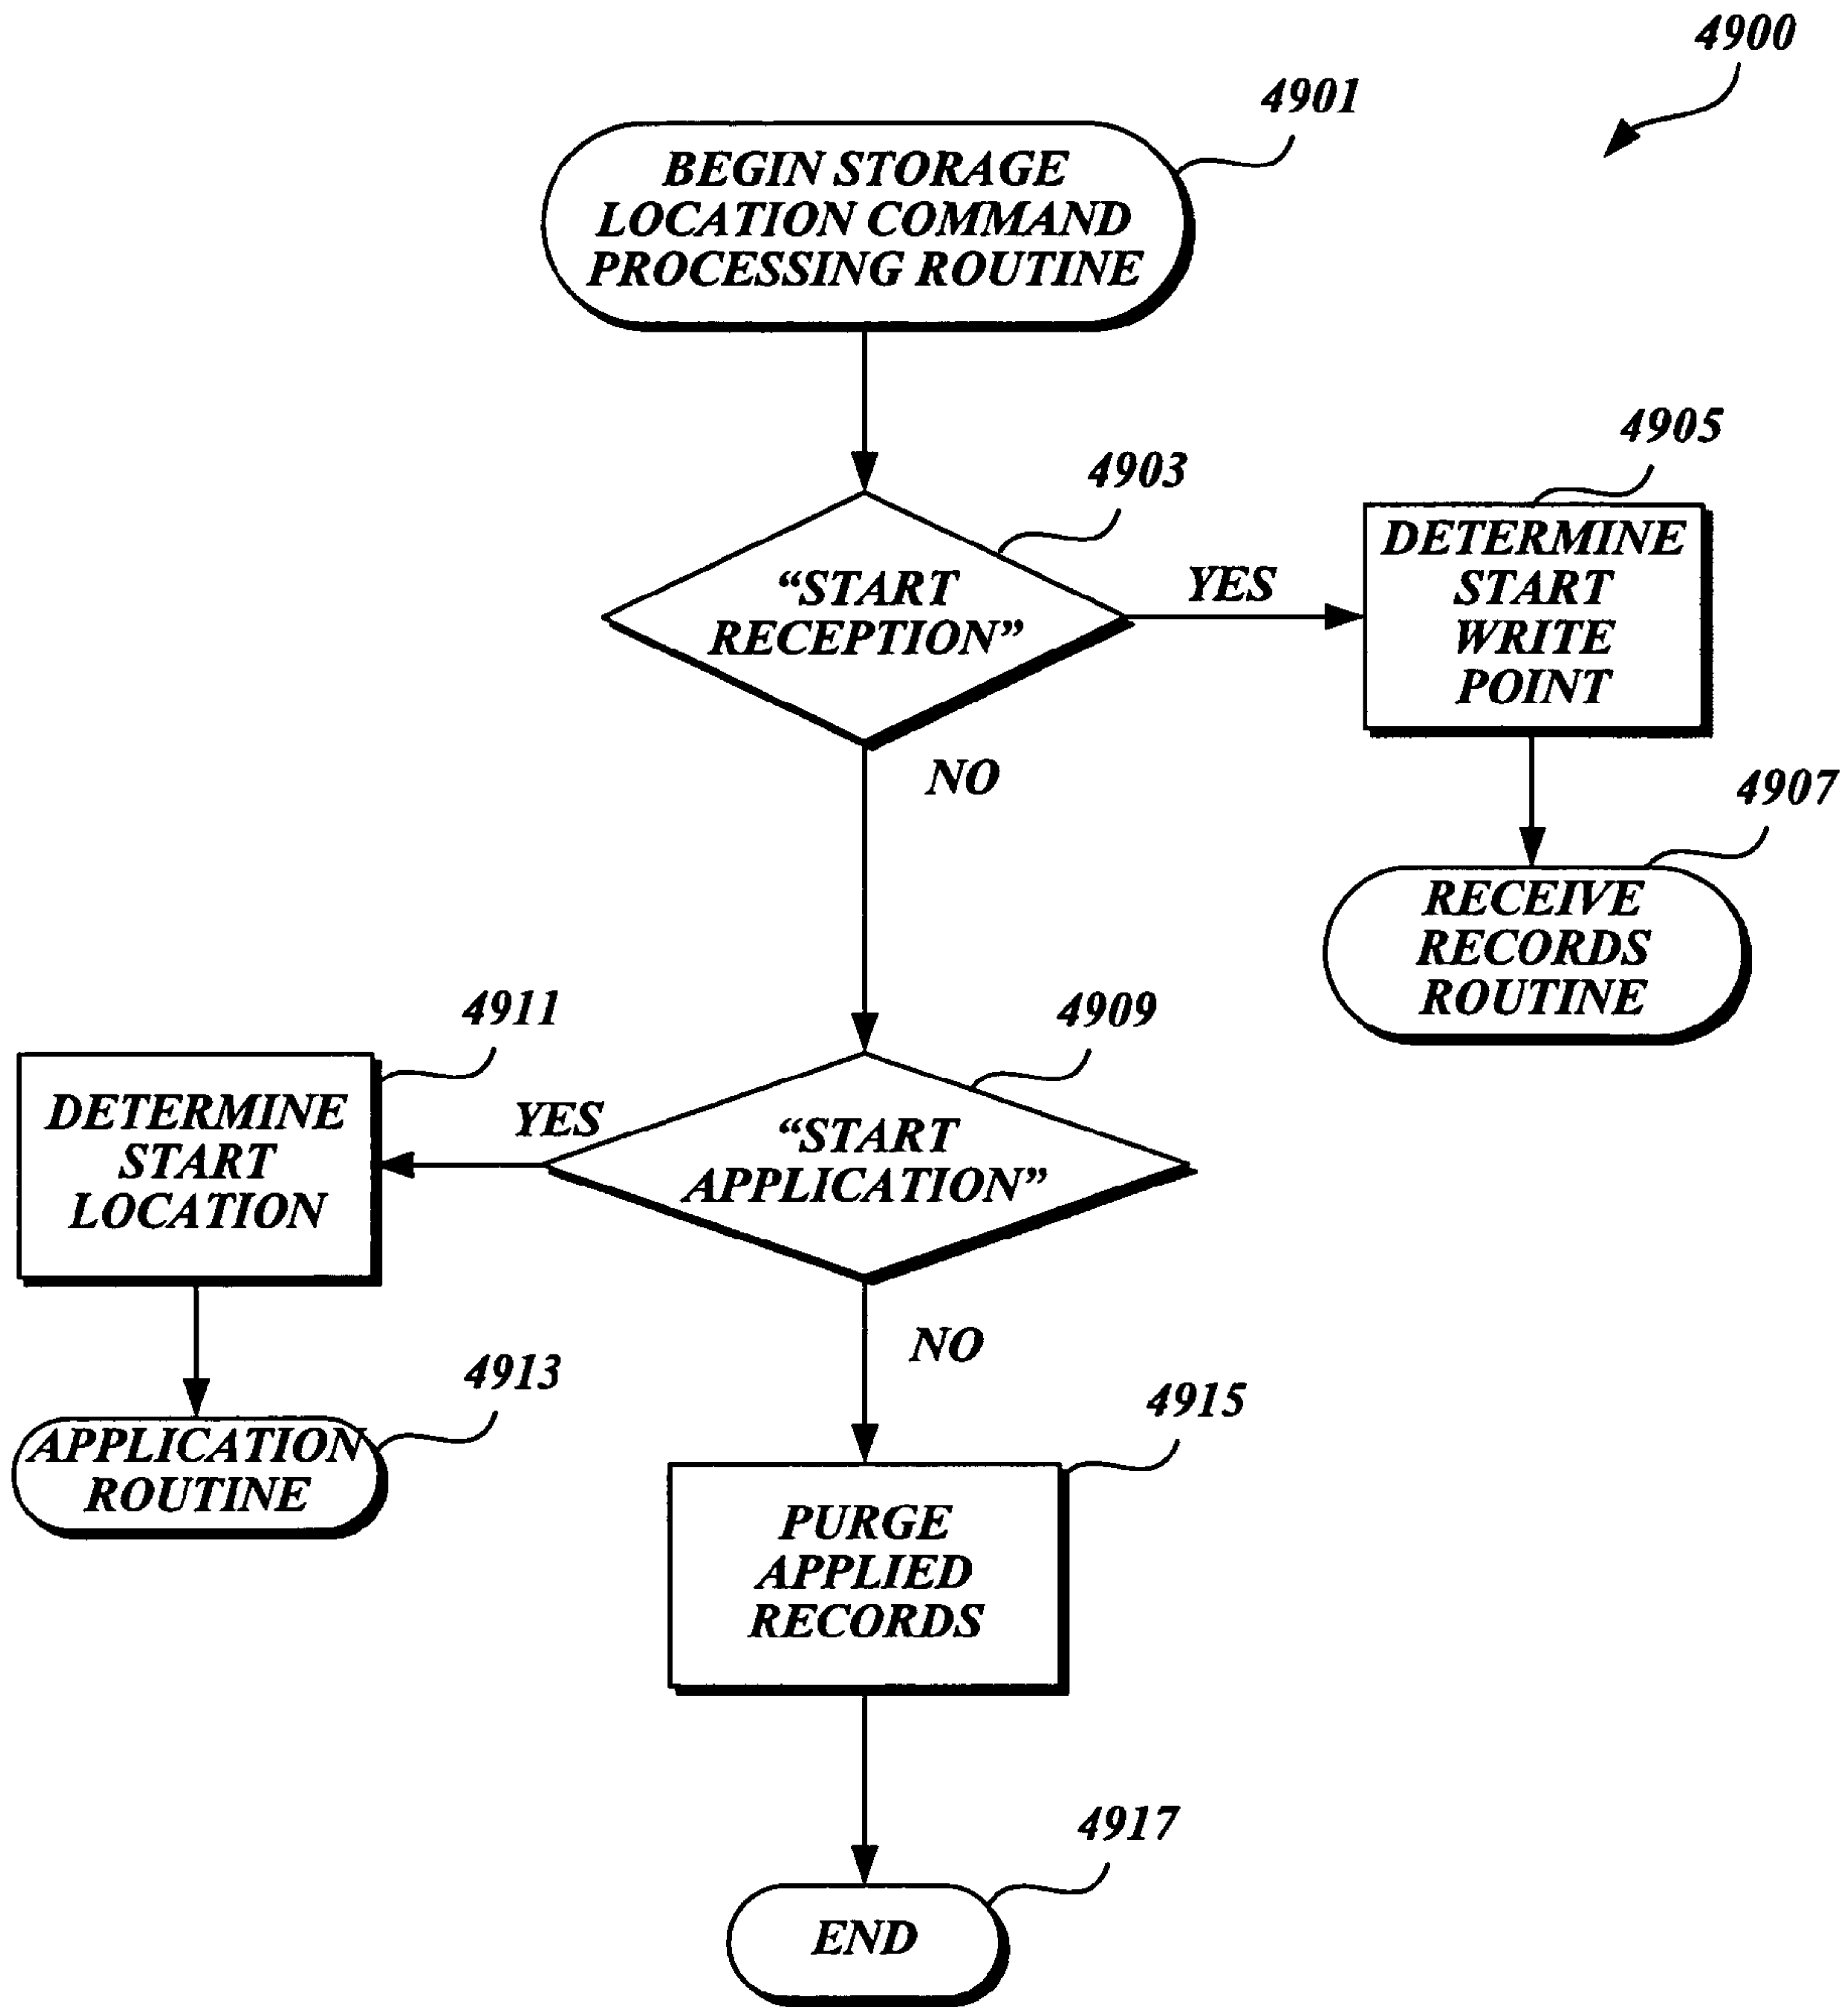 4900
4901
BEGIN STORAGE
LOCATION COMMAND
PROCESSING ROUTINE
4903
“START
RECEPTION”
YES
NO
4905
DETERMINE
START
WRITE
POINT
4907
RECEIVE
RECORDS
ROUTINE
4909
“START
APPLICATION”
YES
NO
4911
DETERMINE
START
LOCATION
4913
APPLICATION
ROUTINE
4915
PURGE
APPLIED
RECORDS
4917
END